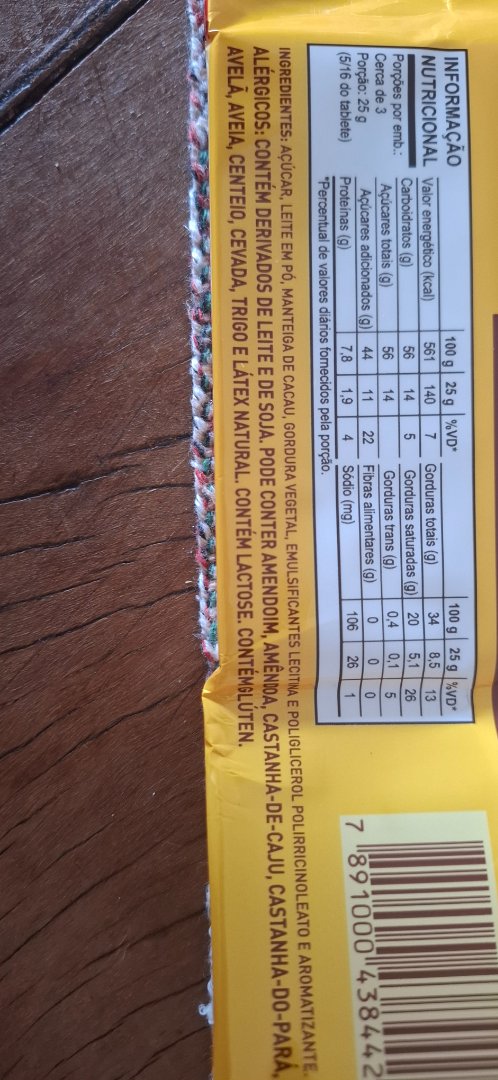 INFORMAÇÃO
NUTRICIONAL
Porções por emb.:
Cerca de 3
Porção: 25 g
(5/16 do tablete)
100 g 25 g %VD*
Valor energético (kcal) 561 140 7
Carboidratos (g) 56 14 5
Açúcares totais (g) 56 14
Açúcares adicionados (g) 44 11 22
Proteínas (g) 7,8 1,9 4
100 g 25 g %VD*
Gorduras totais (g) 34 8,5 13
Gorduras saturadas (g) 20 5,1 26
Gorduras trans (g) 0,4 0,1 5
Fibras alimentares (g) 0 0 0
Sódio (mg) 106 26 1
*Percentual de valores diários fornecidos pela porção.
INGREDIENTES: AÇÚCAR, LEITE EM PÓ, MANTEIGA DE CACAU, GORDURA VEGETAL, EMULSIFICANTES LECITINA E POLIGLICEROL POLIRRICINOLEATO E AROMATIZANTE.
ALÉRGICOS: CONTÉM DERIVADOS DE LEITE E DE SOJA. PODE CONTER AMENDOIM, AMÊNDOA, CASTANHA-DE-CAJU, CASTANHA-DO-PARÁ,
AVELÃ, AVEIA, CENTEIO, CEVADA, TRIGO E LÁTEX NATURAL. CONTÉM LACTOSE. CONTÉM GLÚTEN.
7 891000 438442